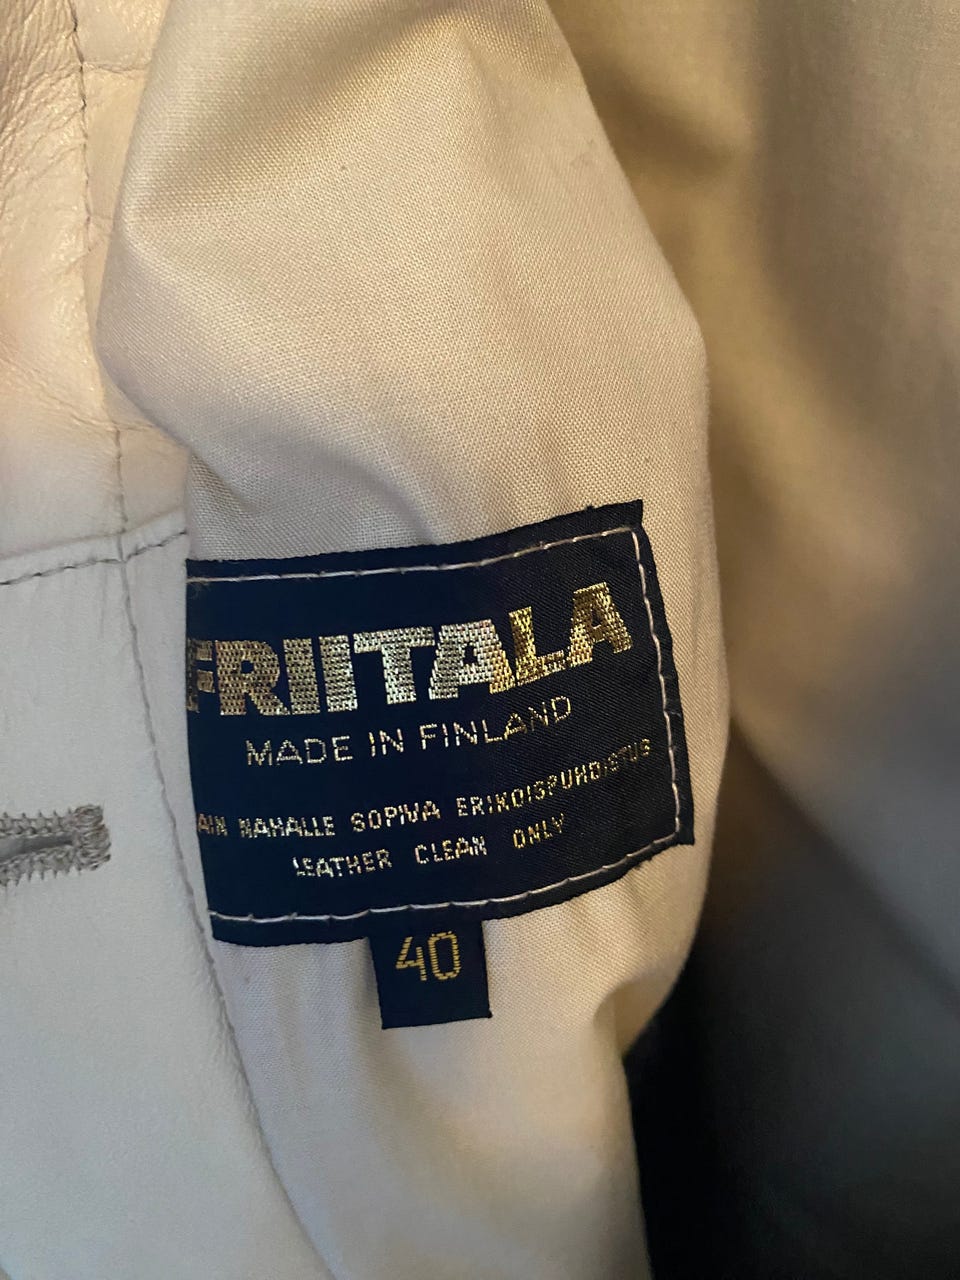 FRIITALA
MADE IN FINLAND
AIN NAHALLE SOPIVA ERIKOISPUHDISTUS
LEATHER CLEAN ONLY
40